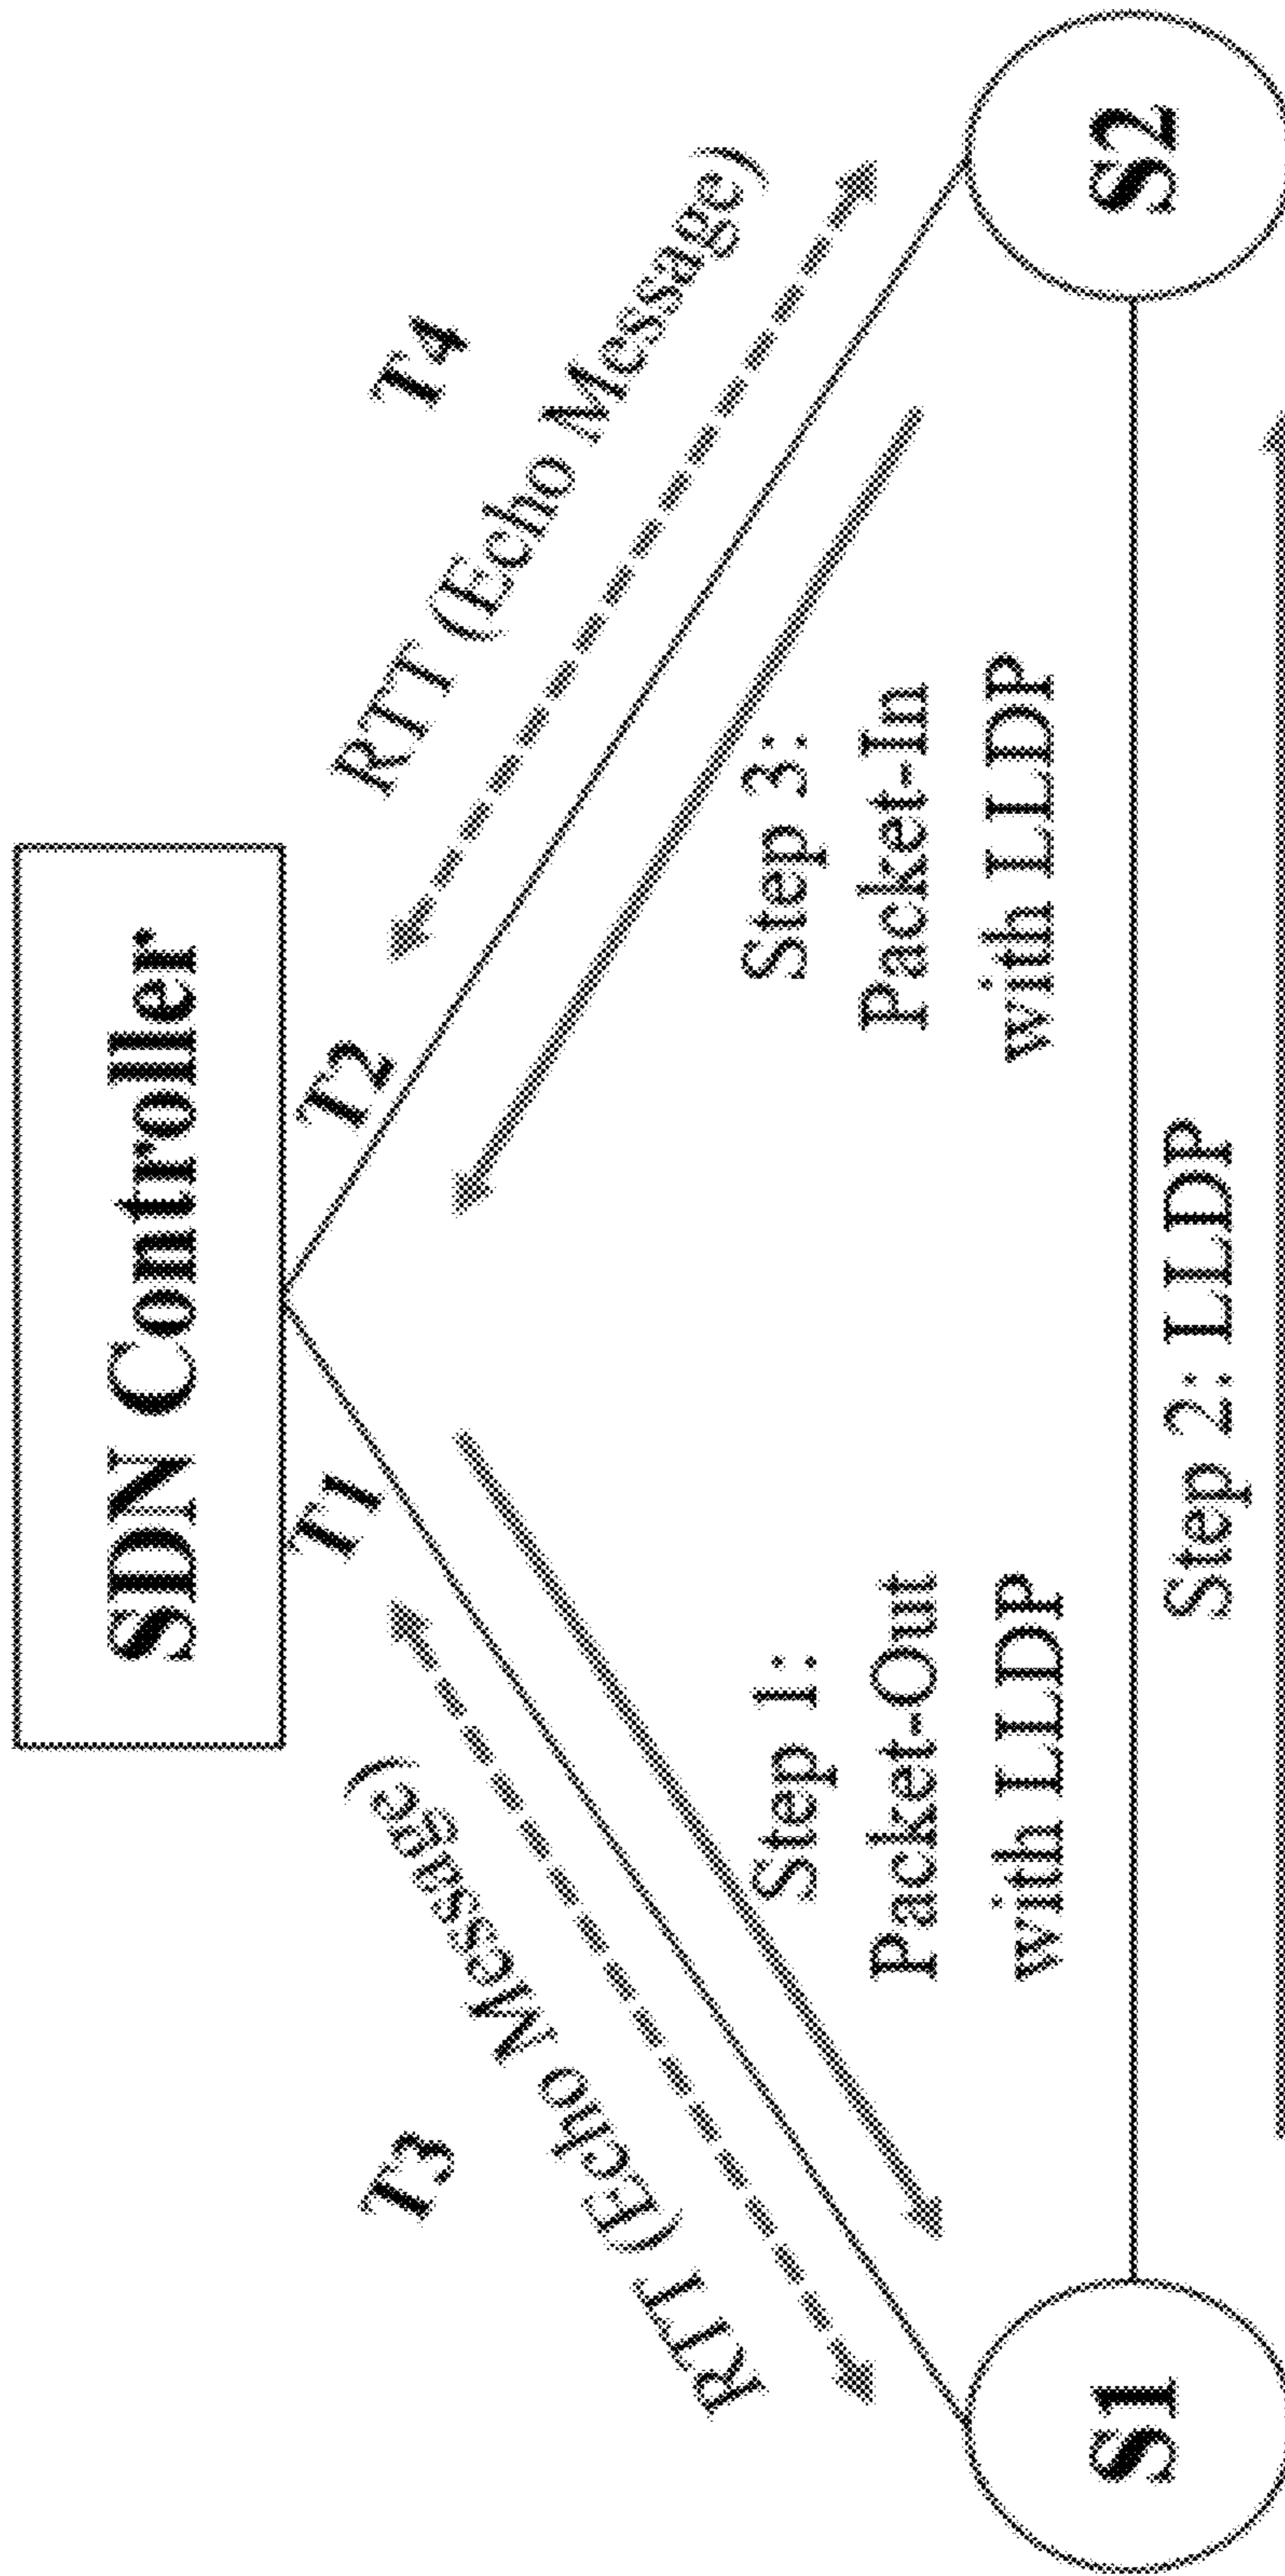 SDN Controller
T1
T2
T3
RTT (Echo Message)
T4
RTT (Echo Message)
Step 1:
Packet-Out
with LLDP
Step 3:
Packet-In
with LLDP
S1
S2
Step 2: LLDP